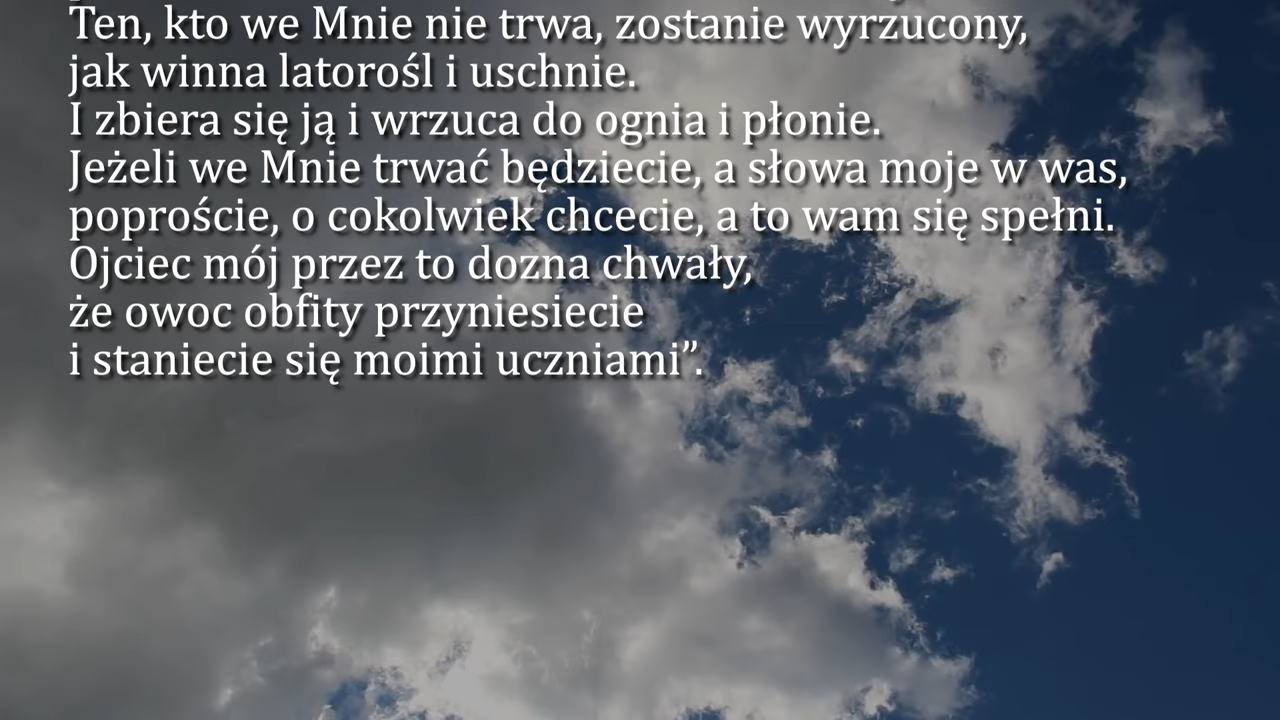 Ten, kto we Mnie nie trwa, zostanie wyrzucony,
jak winna latorośl i uschnie.
I zbiera się ją i wrzuca do ognia i płonie.
Jeżeli we Mnie trwać będziecie, a słowa moje w was,
poproście, o cokolwiek chcecie, a to wam się spełni.
Ojciec mój przez to dozna chwały,
że owoc obfity przyniesiecie
i staniecie się moimi uczniami”.